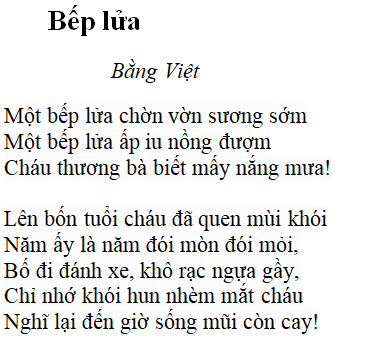 Bếp lửa
Bằng Việt
Một bếp lửa chờn vờn sương sớm
Một bếp lửa ấp iu nồng đượm
Cháu thương bà biết mấy nắng mưa!
Lên bốn tuổi cháu đã quen mùi khói
Năm ấy là năm đói mòn đói mỏi,
Bố đi đánh xe, khô rạc ngựa gầy,
Chỉ nhớ khói hun nhèm mắt cháu
Nghĩ lại đến giờ sống mũi còn cay!